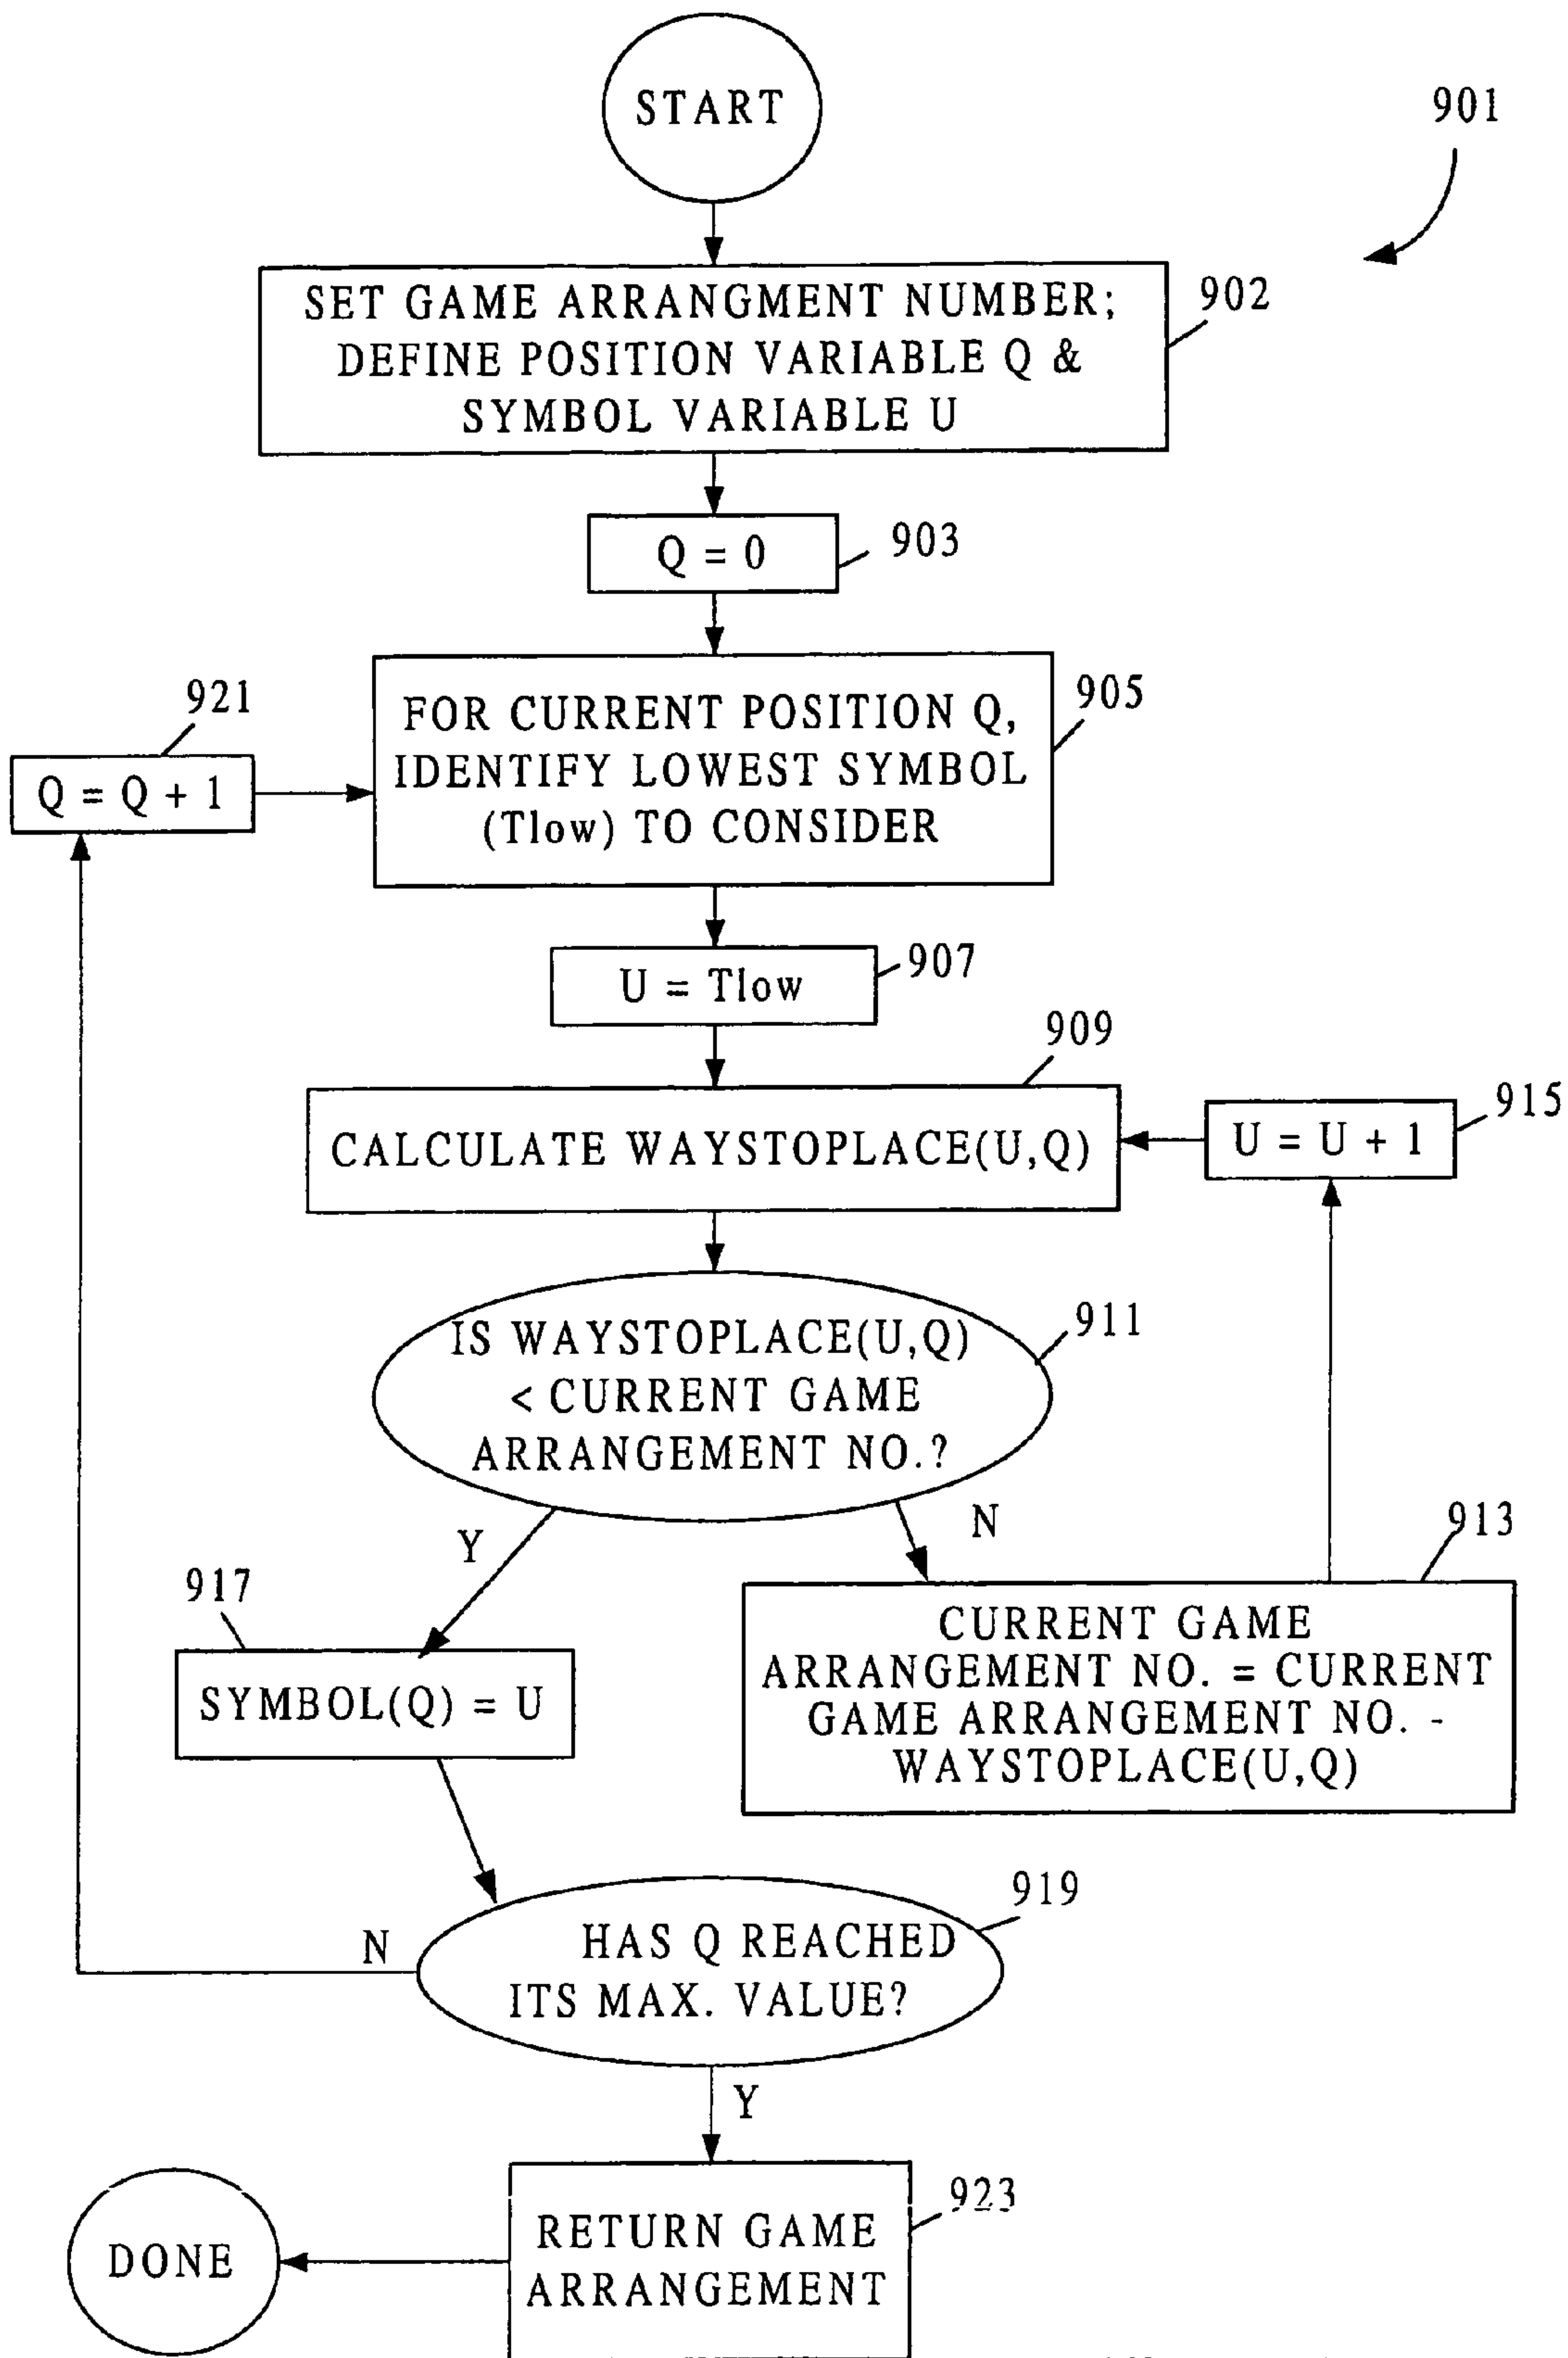 START
901
SET GAME ARRANGMENT NUMBER;
DEFINE POSITION VARIABLE Q &
SYMBOL VARIABLE U
902
Q = 0
903
921
Q = Q + 1
FOR CURRENT POSITION Q,
IDENTIFY LOWEST SYMBOL
(Tlow) TO CONSIDER
905
U = Tlow
907
909
CALCULATE WAYSTOPLACE(U,Q)
915
U = U + 1
IS WAYSTOPLACE(U,Q)
< CURRENT GAME
ARRANGEMENT NO.?
911
Y
N
913
CURRENT GAME
ARRANGEMENT NO. = CURRENT
GAME ARRANGEMENT NO. -
WAYSTOPLACE(U,Q)
917
SYMBOL(Q) = U
919
HAS Q REACHED
ITS MAX. VALUE?
N
Y
923
RETURN GAME
ARRANGEMENT
DONE